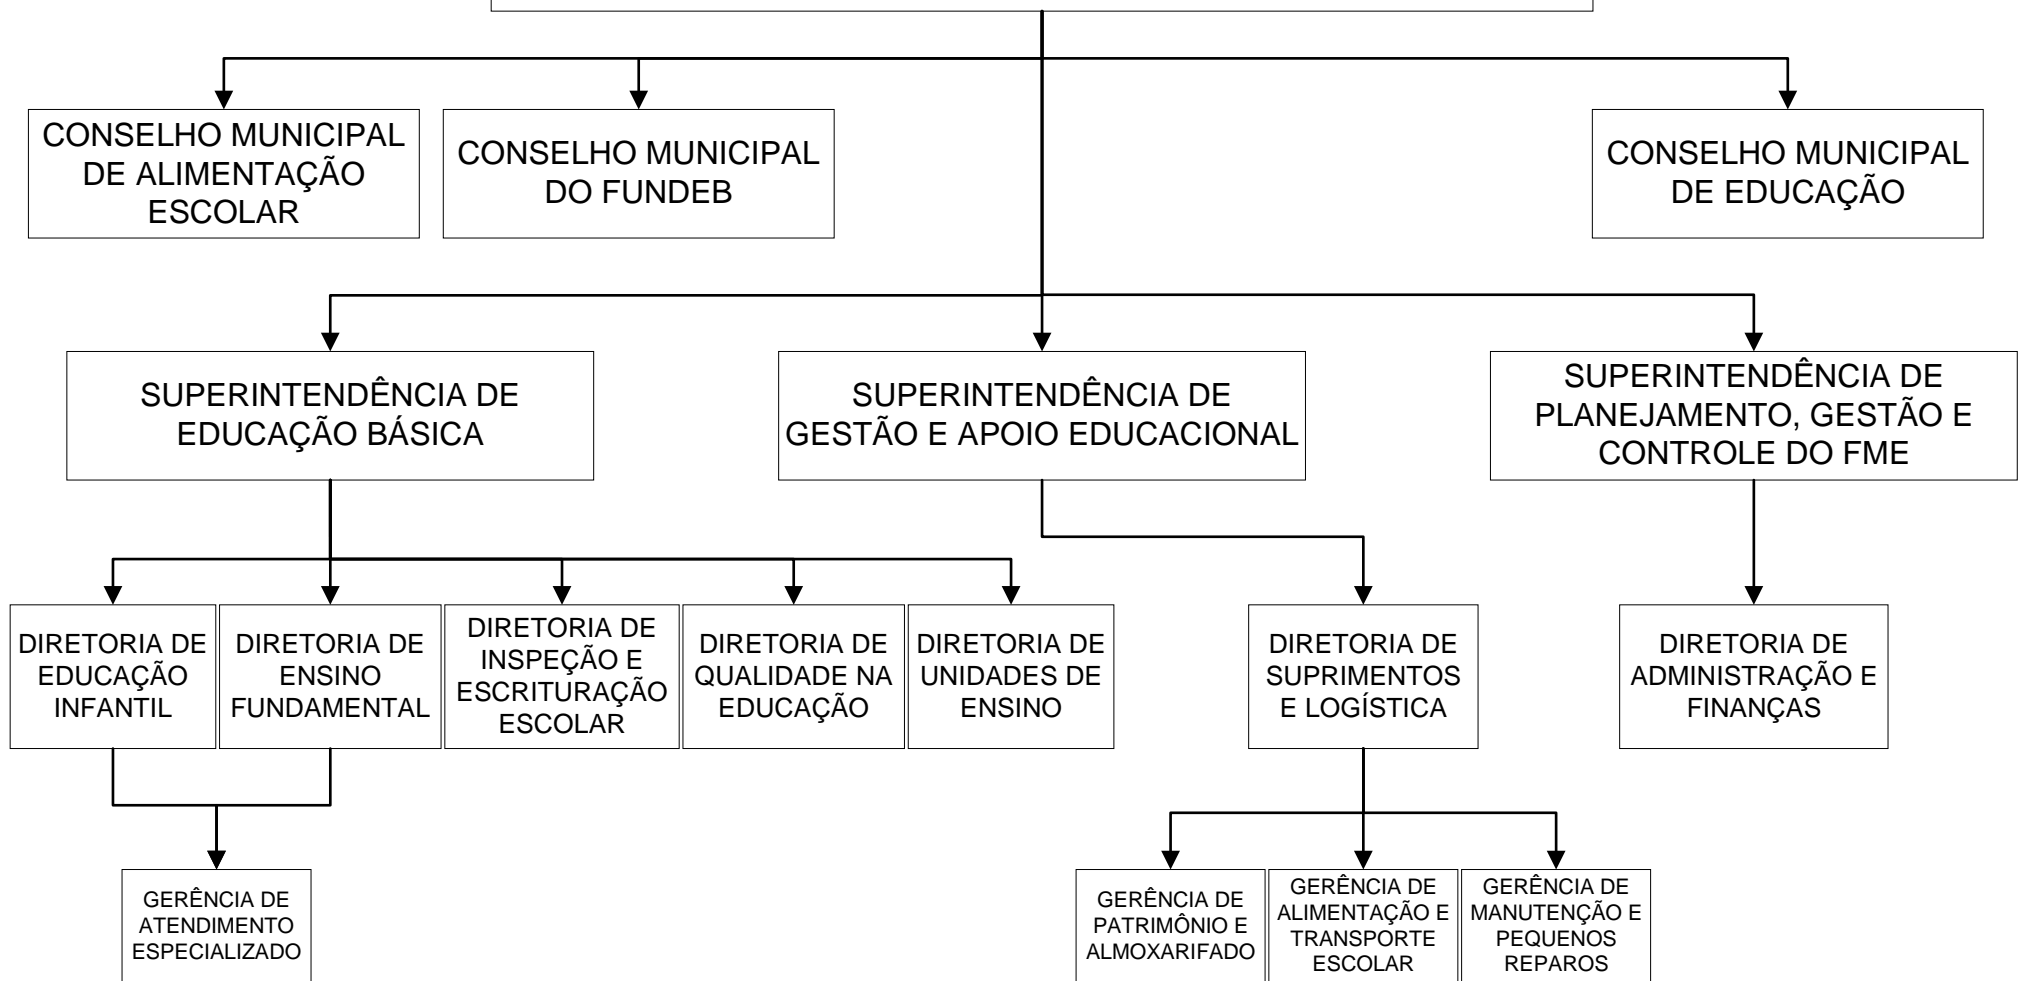 CONSELHO MUNICIPAL
DE ALIMENTAÇÃO
ESCOLAR
CONSELHO MUNICIPAL
DO FUNDEB
CONSELHO MUNICIPAL
DE EDUCAÇÃO
SUPERINTENDÊNCIA DE
EDUCAÇÃO BÁSICA
SUPERINTENDÊNCIA DE
GESTÃO E APOIO EDUCACIONAL
SUPERINTENDÊNCIA DE
PLANEJAMENTO, GESTÃO E
CONTROLE DO FME
DIRETORIA DE
EDUCAÇÃO
INFANTIL
DIRETORIA DE
ENSINO
FUNDAMENTAL
DIRETORIA DE
INSPEÇÃO E
ESCRITURAÇÃO
ESCOLAR
DIRETORIA DE
QUALIDADE NA
EDUCAÇÃO
DIRETORIA DE
UNIDADES DE
ENSINO
DIRETORIA DE
SUPRIMENTOS
E LOGÍSTICA
DIRETORIA DE
ADMINISTRAÇÃO E
FINANÇAS
GERÊNCIA DE
ATENDIMENTO
ESPECIALIZADO
GERÊNCIA DE
PATRIMÔNIO E
ALMOXARIFADO
GERÊNCIA DE
ALIMENTAÇÃO E
TRANSPORTE
ESCOLAR
GERÊNCIA DE
MANUTENÇÃO E
PEQUENOS
REPAROS